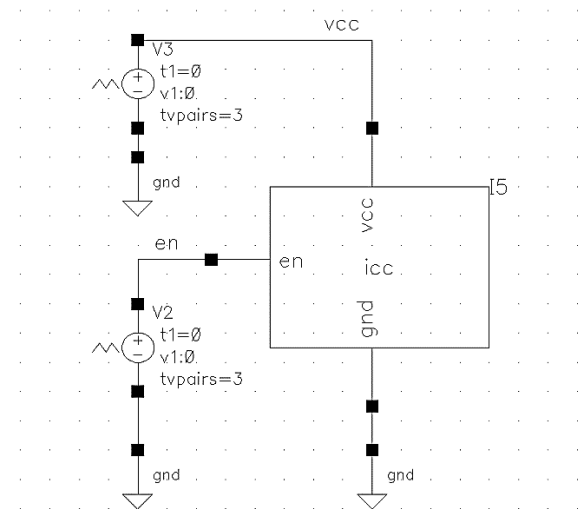 vcc
V3
t1=0
v1:0
tvpairs=3
gnd
I5
vcc
en
en
icc
gnd
V2
t1=0
v1:0
tvpairs=3
gnd
gnd